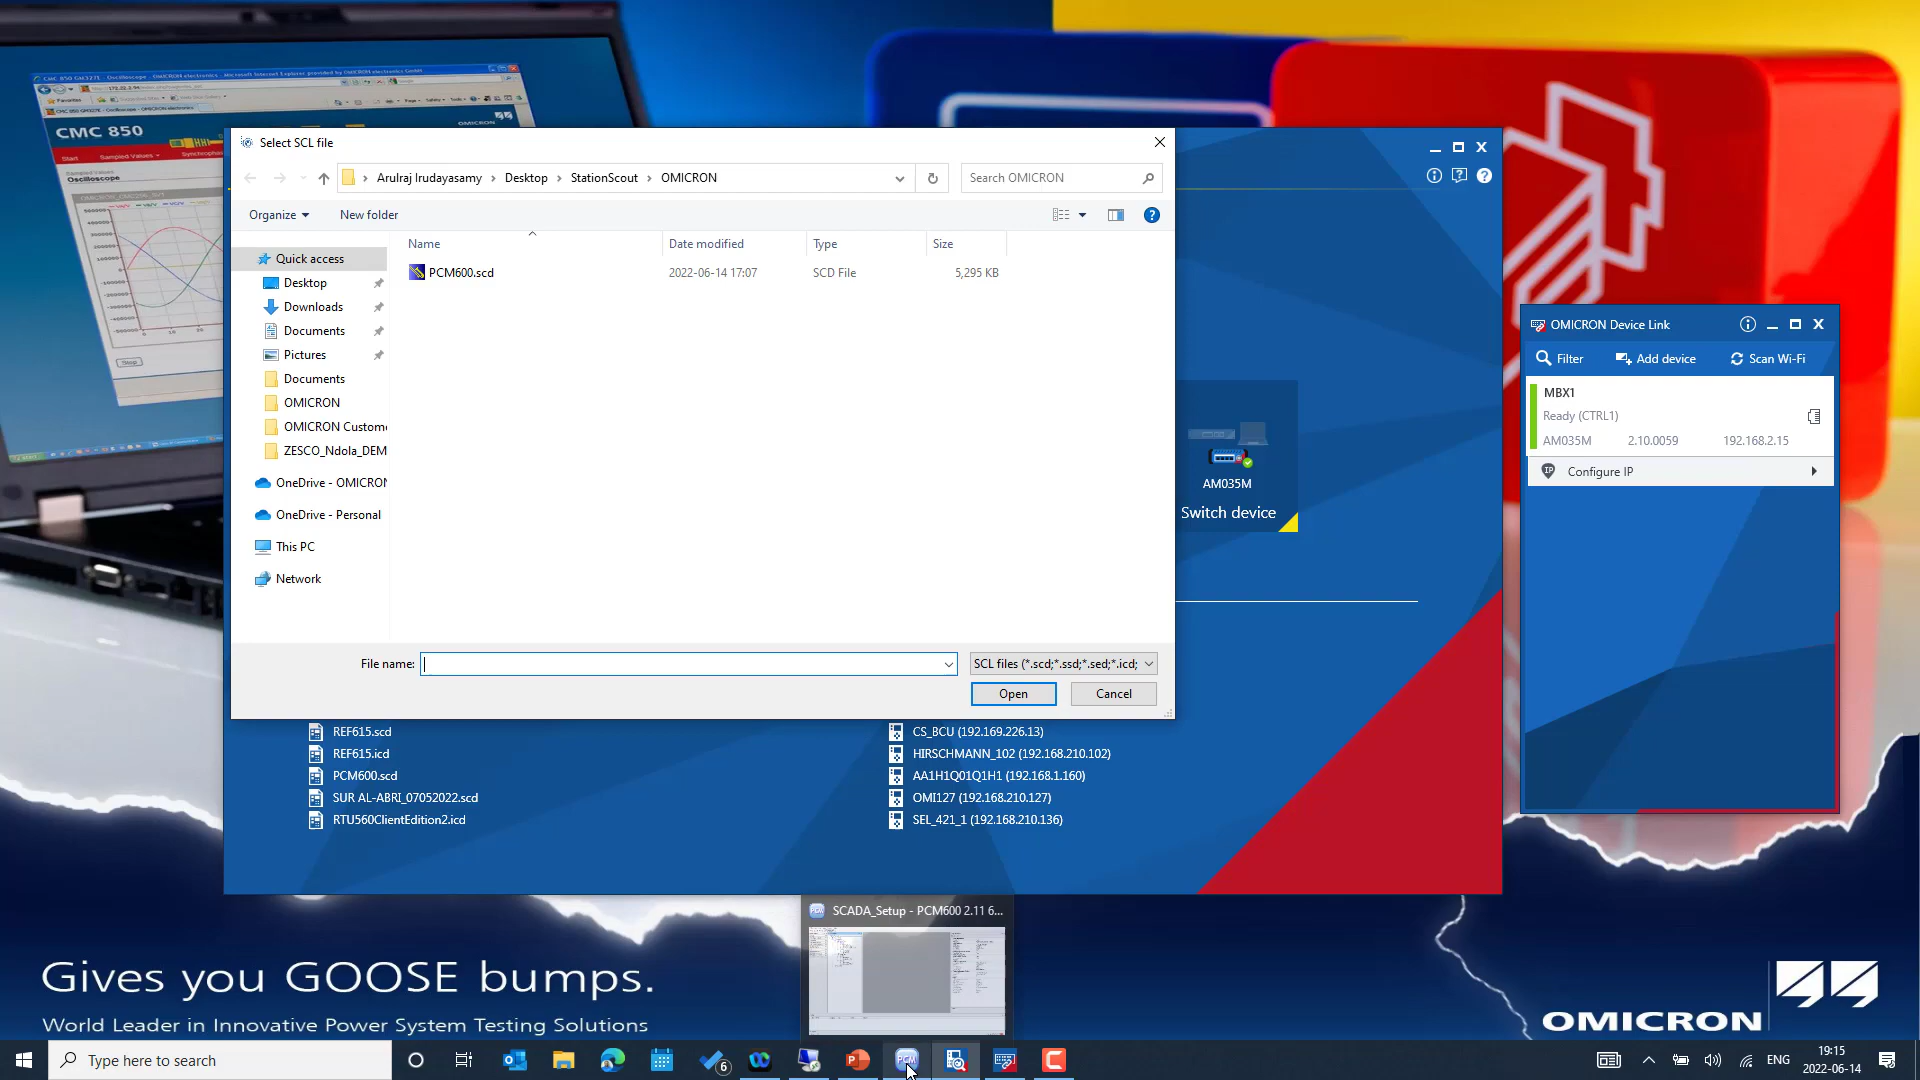 CMC 850
Select SCL file
Arulraj Irudayasamy
Desktop
StationScout
OMICRON
Search OMICRON
Organize
New folder
Name
Date modified
Type
Size
PCM600.scd
2022-06-14 17:07
SCD File
5,295 KB
Quick access
Desktop
Downloads
Documents
Pictures
Documents
OMICRON
OMICRON Custome
ZESCO_Ndola_DEM
OneDrive - OMICRON
OneDrive - Personal
This PC
Network
File name:
SCL files (*.scd;*.ssd;*.sed;*.icd;
Open
Cancel
AM035M
Switch device
REF615.scd
REF615.icd
PCM600.scd
SUR AL-ABRI_07052022.scd
RTU560ClientEdition2.icd
CS_BCU (192.169.226.13)
HIRSCHMANN_102 (192.168.210.102)
AA1H1Q01Q1H1 (192.168.1.160)
OMI127 (192.168.210.127)
SEL_421_1 (192.168.210.136)
OMICRON Device Link
Filter
Add device
Scan Wi-Fi
MBX1
Ready (CTRL1)
AM035M
2.10.0059
192.168.2.15
IP
Configure IP
SCADA_Setup - PCM600 2.11 6...
Gives you GOOSE bumps.
World Leader in Innovative Power System Testing Solutions
OMICRON
Type here to search
6
PCM
ENG
19:15
2022-06-14